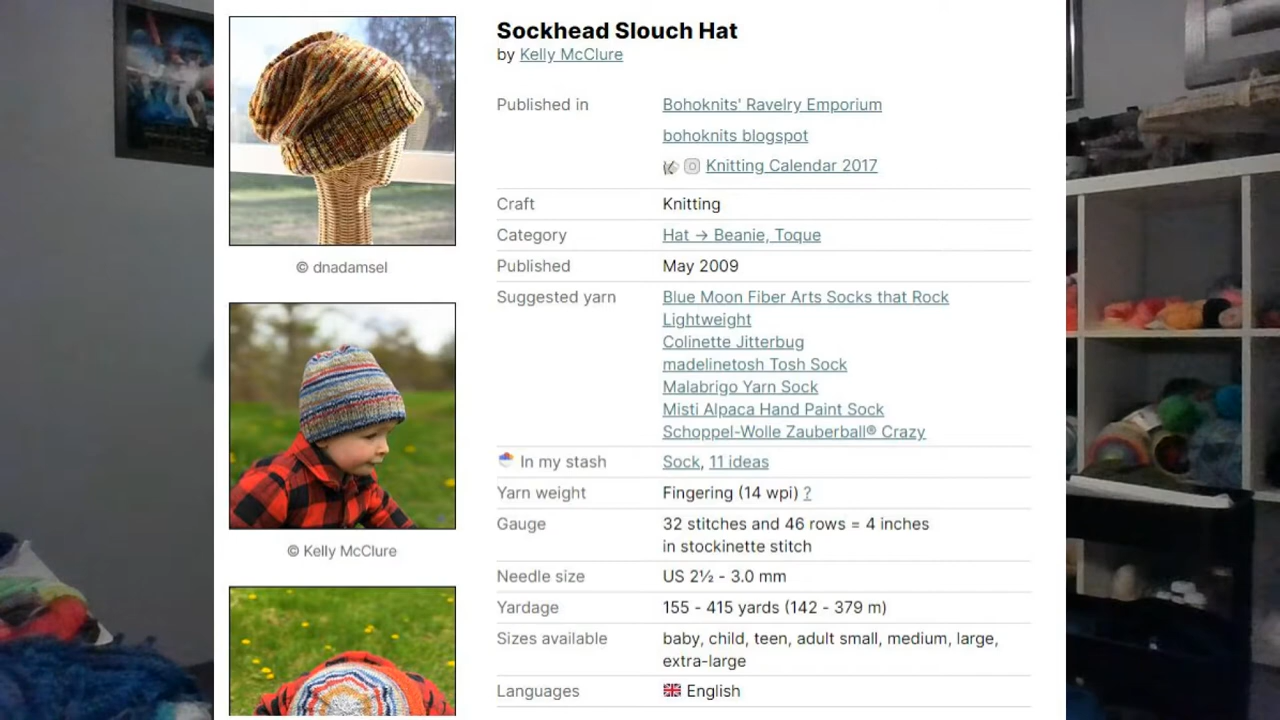 Sockhead Slouch Hat
by Kelly McClure
Published in Bohoknits' Ravelry Emporium
bohoknits blogspot
Knitting Calendar 2017
Craft Knitting
Category Hat → Beanie, Toque
Published May 2009
Suggested yarn Blue Moon Fiber Arts Socks that Rock
Lightweight
Colinette Jitterbug
madelinetosh Tosh Sock
Malabrigo Yarn Sock
Misti Alpaca Hand Paint Sock
Schoppel-Wolle Zauberball® Crazy
In my stash Sock, 11 ideas
Yarn weight Fingering (14 wpi) ?
Gauge 32 stitches and 46 rows = 4 inches
in stockinette stitch
Needle size US 2½ - 3.0 mm
Yardage 155 - 415 yards (142 - 379 m)
Sizes available baby, child, teen, adult small, medium, large,
extra-large
Languages English
© dnadamsel
© Kelly McClure